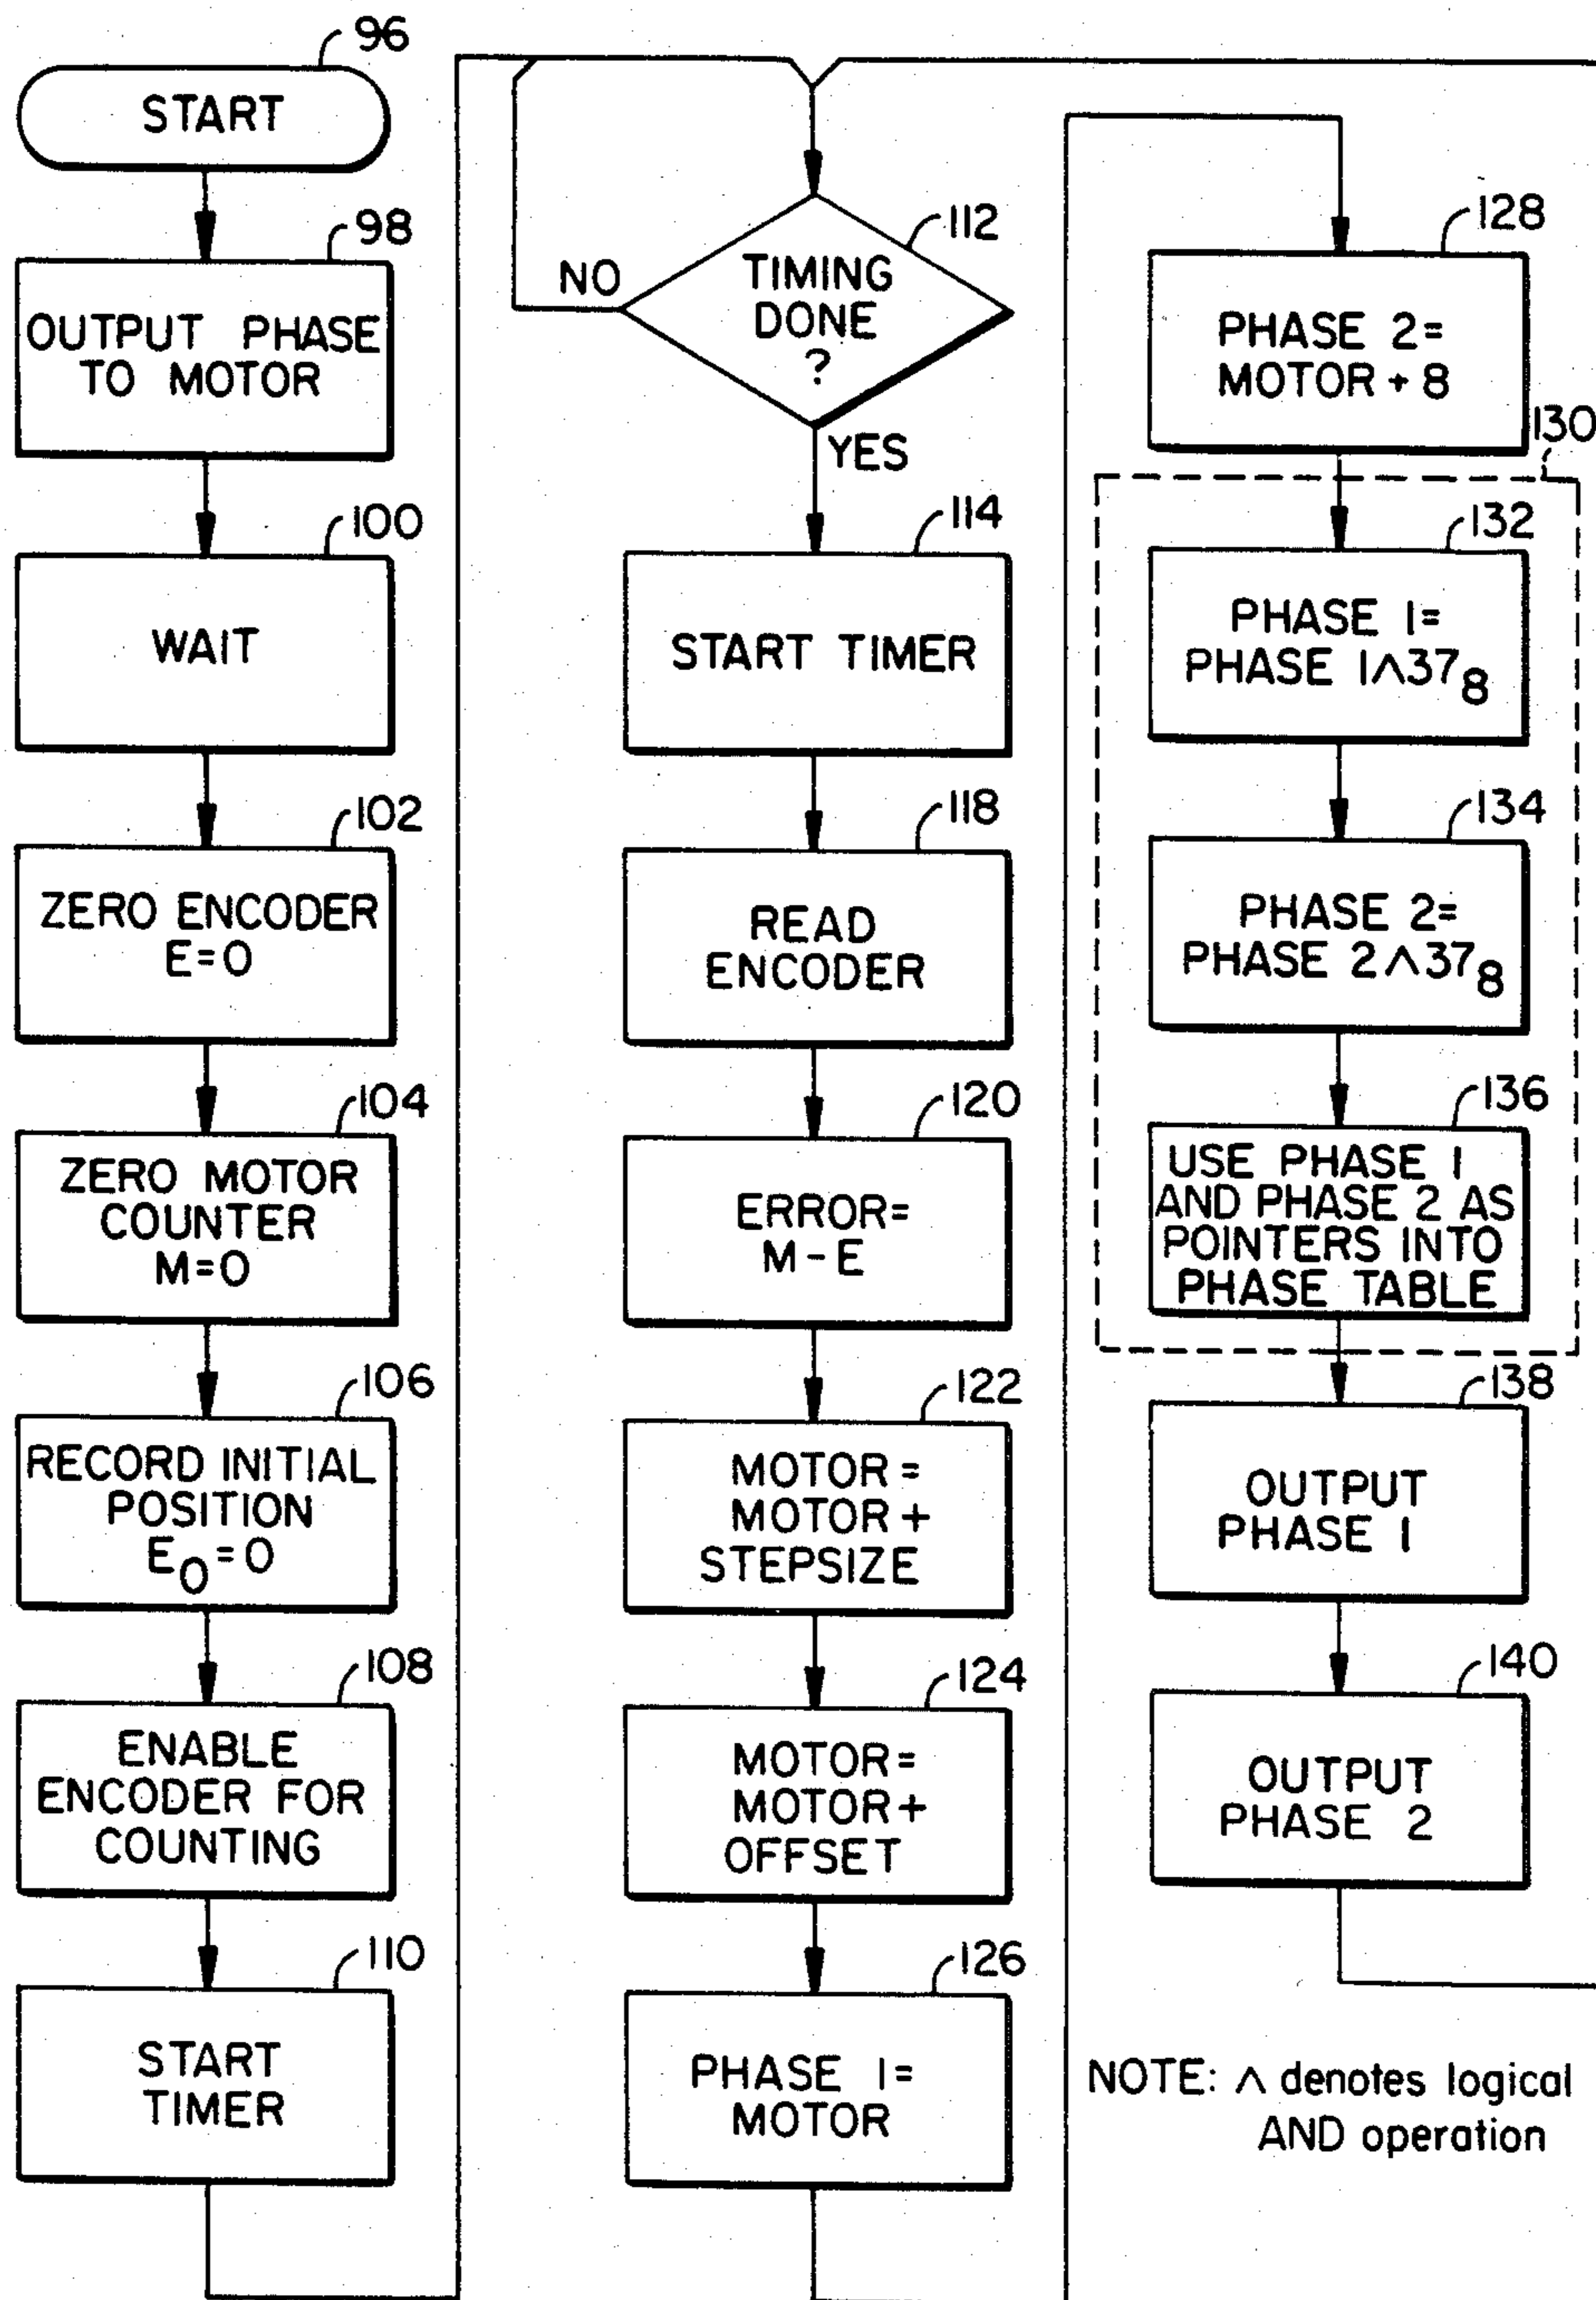 96
START
98
OUTPUT PHASE
TO MOTOR
100
WAIT
102
ZERO ENCODER
E=0
104
ZERO MOTOR
COUNTER
M=0
106
RECORD INITIAL
POSITION
E0=0
108
ENABLE
ENCODER FOR
COUNTING
110
START
TIMER
112
TIMING
DONE
?
NO
YES
114
START TIMER
118
READ
ENCODER
120
ERROR=
M-E
122
MOTOR=
MOTOR+
STEPSIZE
124
MOTOR=
MOTOR+
OFFSET
126
PHASE 1=
MOTOR
128
PHASE 2=
MOTOR+8
130
132
PHASE 1=
PHASE 1∧378
134
PHASE 2=
PHASE 2∧378
136
USE PHASE 1
AND PHASE 2 AS
POINTERS INTO
PHASE TABLE
138
OUTPUT
PHASE 1
140
OUTPUT
PHASE 2
NOTE: ∧ denotes logical
AND operation